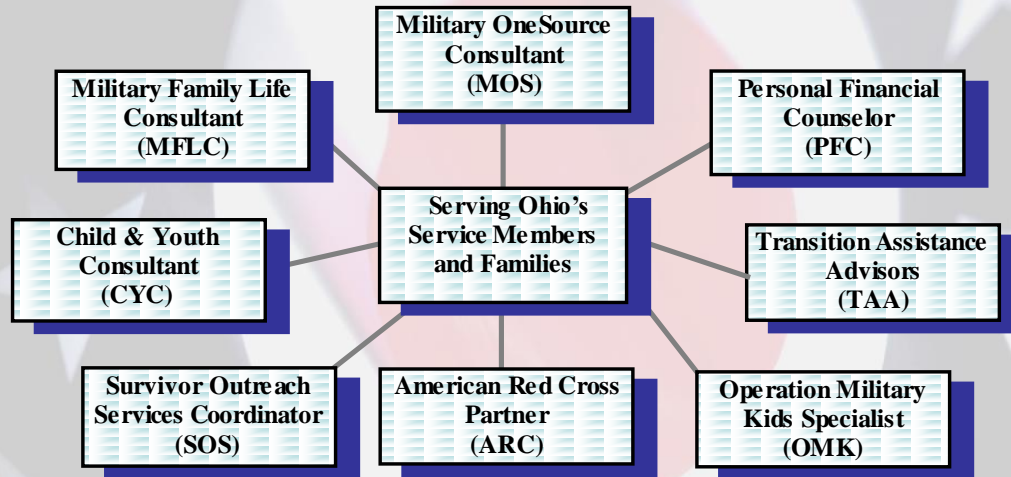 Military OneSource
Consultant
(MOS)
Military Family Life
Consultant
(MFLC)
Personal Financial
Counselor
(PFC)
Serving Ohio's
Service Members
and Families
Child & Youth
Consultant
(CYC)
Transition Assistance
Advisors
(TAA)
Survivor Outreach
Services Coordinator
(SOS)
American Red Cross
Partner
(ARC)
Operation Military
Kids Specialist
(OMK)